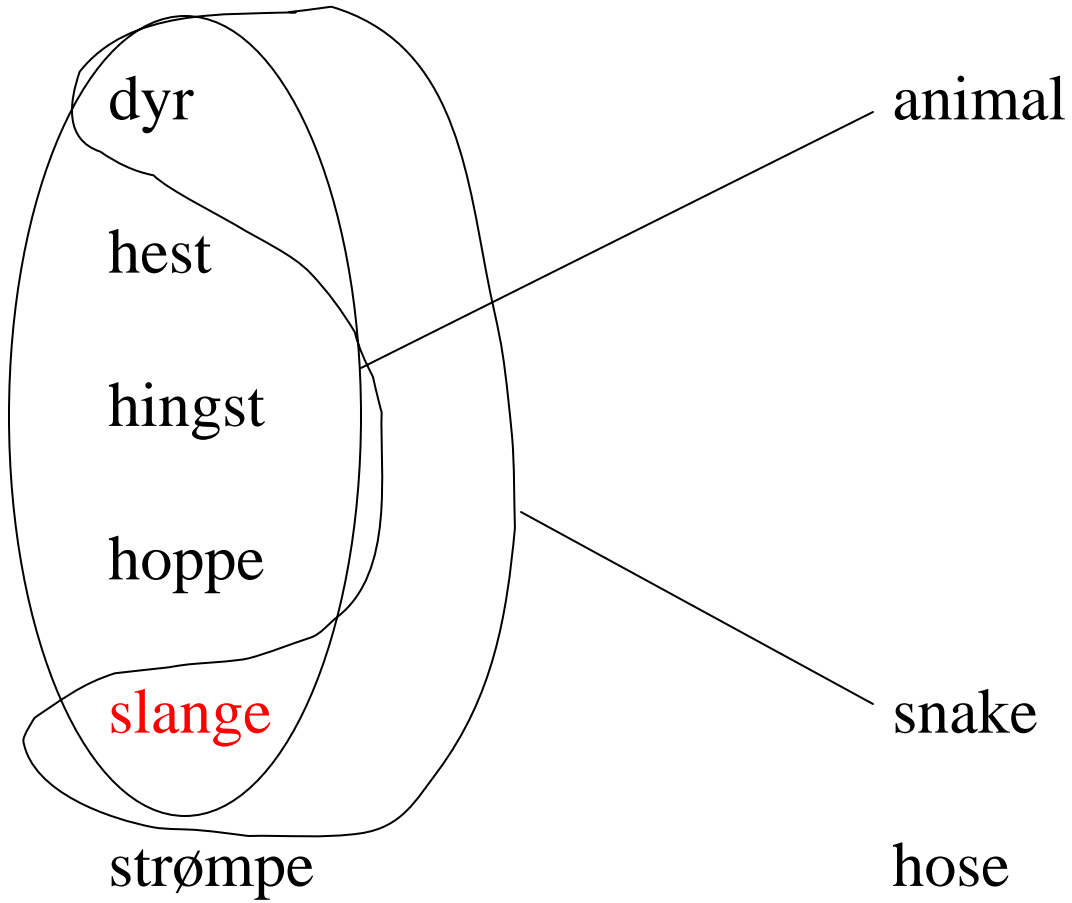 dyr animal
hest
hingst
hoppe
slange snake
strømpe hose